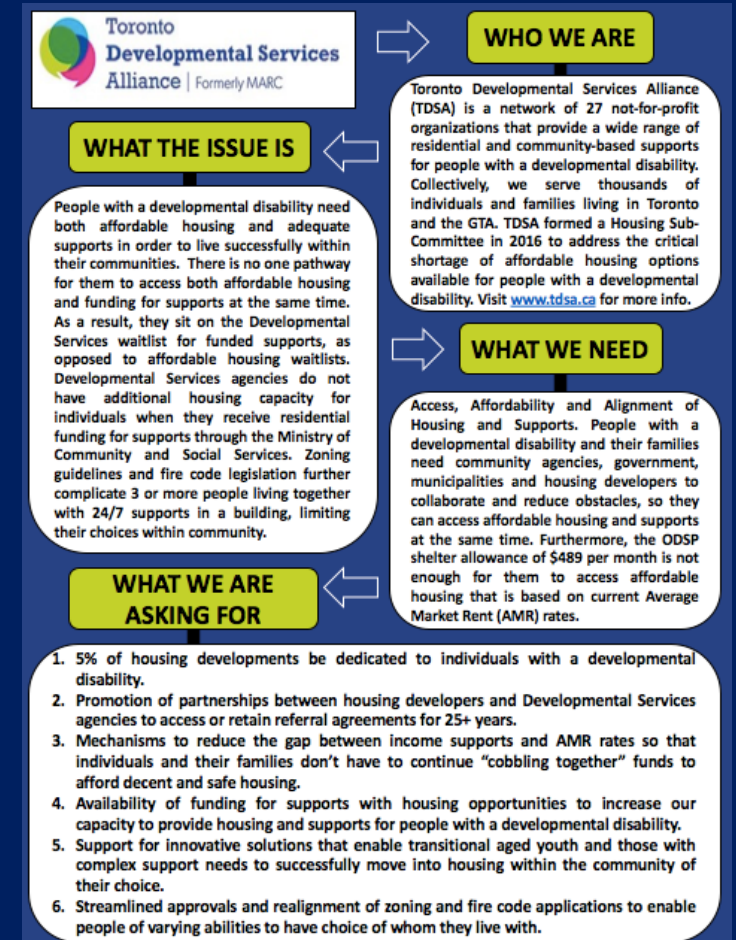 Toronto
Developmental Services
Alliance | Formerly MARC
WHO WE ARE
Toronto Developmental Services Alliance
(TDSA) is a network of 27 not-for-profit
organizations that provide a wide range of
residential and community-based supports
for people with a developmental disability.
Collectively, we serve thousands of
individuals and families living in Toronto
and the GTA. TDSA formed a Housing Sub-
Committee in 2016 to address the critical
shortage of affordable housing options
available for people with a developmental
disability. Visit www.tdsa.ca for more info.
WHAT THE ISSUE IS
People with a developmental disability need
both affordable housing and adequate
supports in order to live successfully within
their communities. There is no one pathway
for them to access both affordable housing
and funding for supports at the same time.
As a result, they sit on the Developmental
Services waitlist for funded supports, as
opposed to affordable housing waitlists.
Developmental Services agencies do not
have additional housing capacity for
individuals when they receive residential
funding for supports through the Ministry of
Community and Social Services. Zoning
guidelines and fire code legislation further
complicate 3 or more people living together
with 24/7 supports in a building, limiting
their choices within community.
WHAT WE NEED
Access, Affordability and Alignment of
Housing and Supports. People with a
developmental disability and their families
need community agencies, government,
municipalities and housing developers to
collaborate and reduce obstacles, so they
can access affordable housing and supports
at the same time. Furthermore, the ODSP
shelter allowance of $489 per month is not
enough for them to access affordable
housing that is based on current Average
Market Rent (AMR) rates.
WHAT WE ARE
ASKING FOR
1. 5% of housing developments be dedicated to individuals with a developmental
disability.
2. Promotion of partnerships between housing developers and Developmental Services
agencies to access or retain referral agreements for 25+ years.
3. Mechanisms to reduce the gap between income supports and AMR rates so that
individuals and their families don't have to continue "cobbling together" funds to
afford decent and safe housing.
4. Availability of funding for supports with housing opportunities to increase our
capacity to provide housing and supports for people with a developmental disability.
5. Support for innovative solutions that enable transitional aged youth and those with
complex support needs to successfully move into housing within the community of
their choice.
6. Streamlined approvals and realignment of zoning and fire code applications to enable
people of varying abilities to have choice of whom they live with.